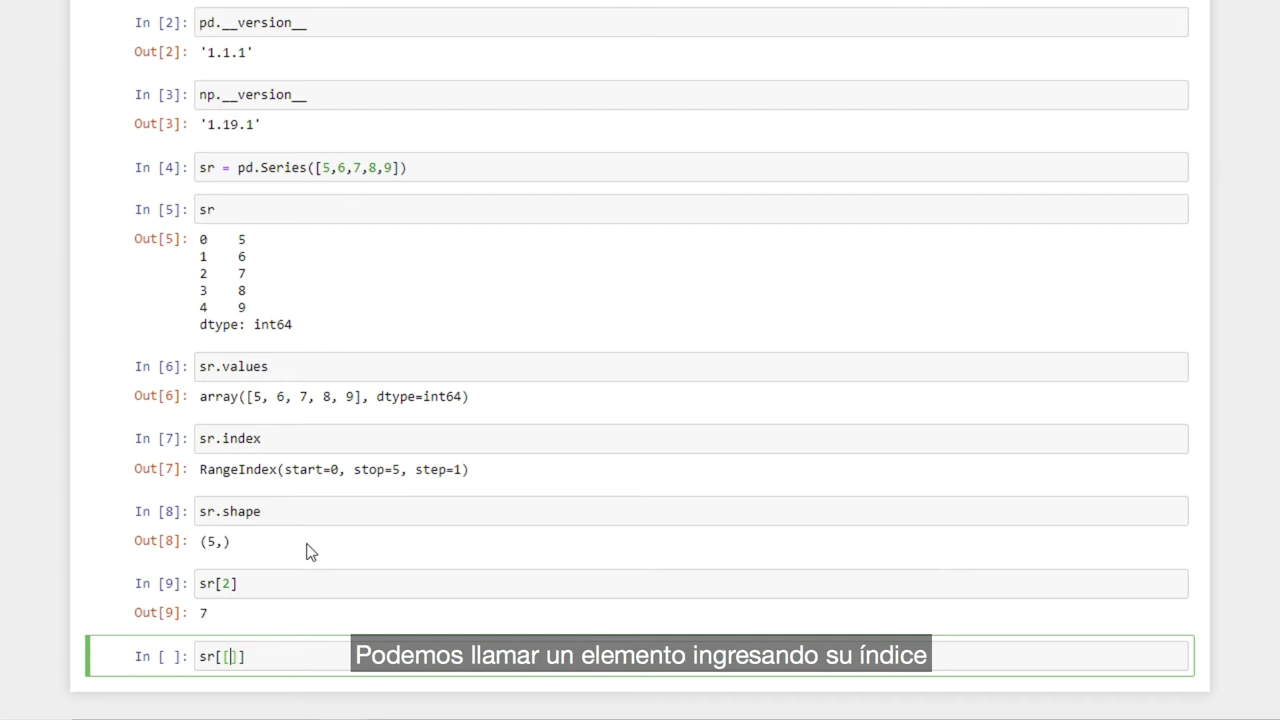 In [2]: pd.__version__
Out[2]: '1.1.1'
In [3]: np.__version__
Out[3]: '1.19.1'
In [4]: sr = pd.Series([5,6,7,8,9])
In [5]: sr
Out[5]: 0    5
1    6
2    7
3    8
4    9
dtype: int64
In [6]: sr.values
Out[6]: array([5, 6, 7, 8, 9], dtype=int64)
In [7]: sr.index
Out[7]: RangeIndex(start=0, stop=5, step=1)
In [8]: sr.shape
Out[8]: (5,)
In [9]: sr[2]
Out[9]: 7
In [ ]: sr[[]]
Podemos llamar un elemento ingresando su índice